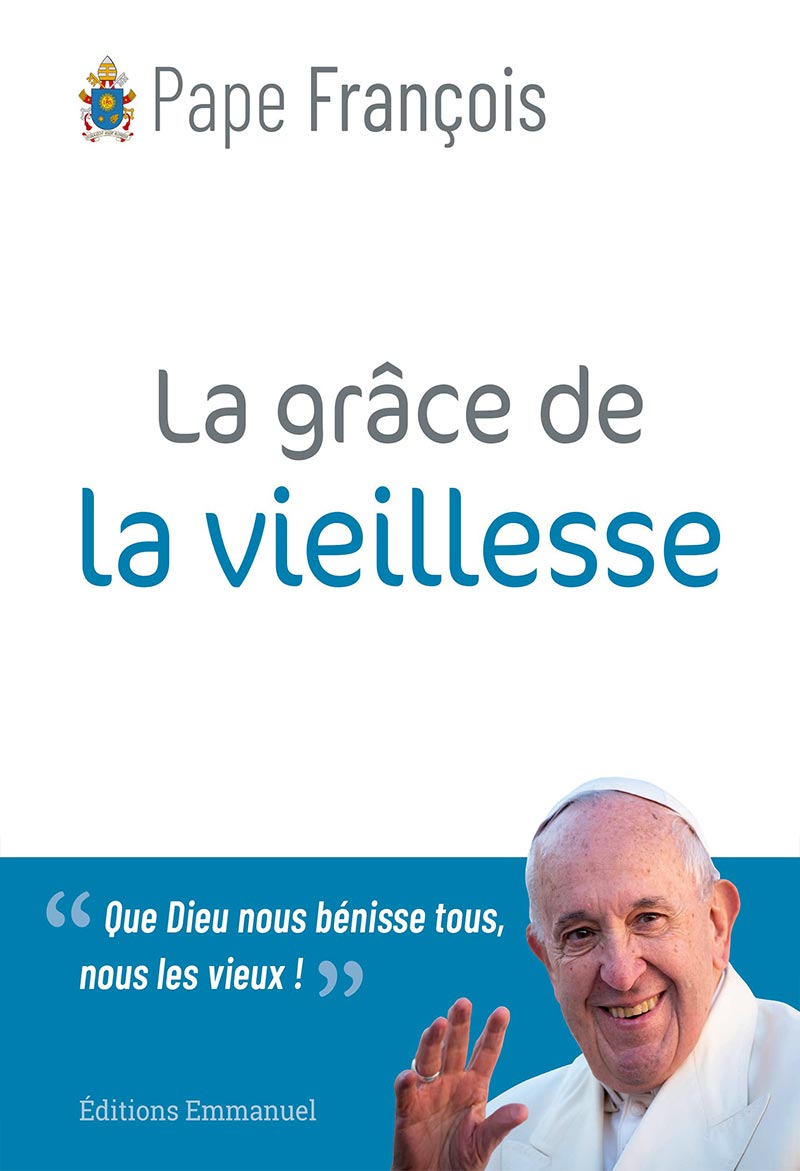 Pape François
La grâce de
la vieillesse
“ Que Dieu nous bénisse tous,
nous les vieux ! ”
Éditions Emmanuel